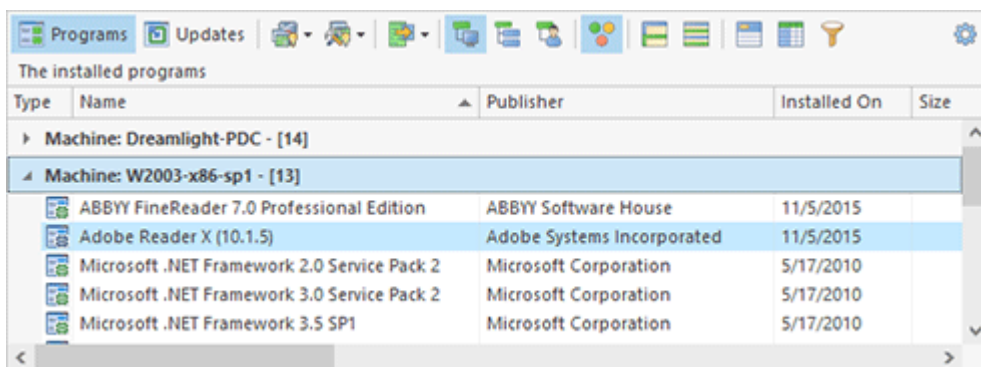 Programs Updates
The installed programs
Type Name Publisher Installed On Size
Machine: Dreamlight-PDC - [14]
Machine: W2003-x86-sp1 - [13]
ABBYY FineReader 7.0 Professional Edition ABBYY Software House 11/5/2015
Adobe Reader X (10.1.5) Adobe Systems Incorporated 11/5/2015
Microsoft .NET Framework 2.0 Service Pack 2 Microsoft Corporation 5/17/2010
Microsoft .NET Framework 3.0 Service Pack 2 Microsoft Corporation 5/17/2010
Microsoft .NET Framework 3.5 SP1 Microsoft Corporation 5/17/2010